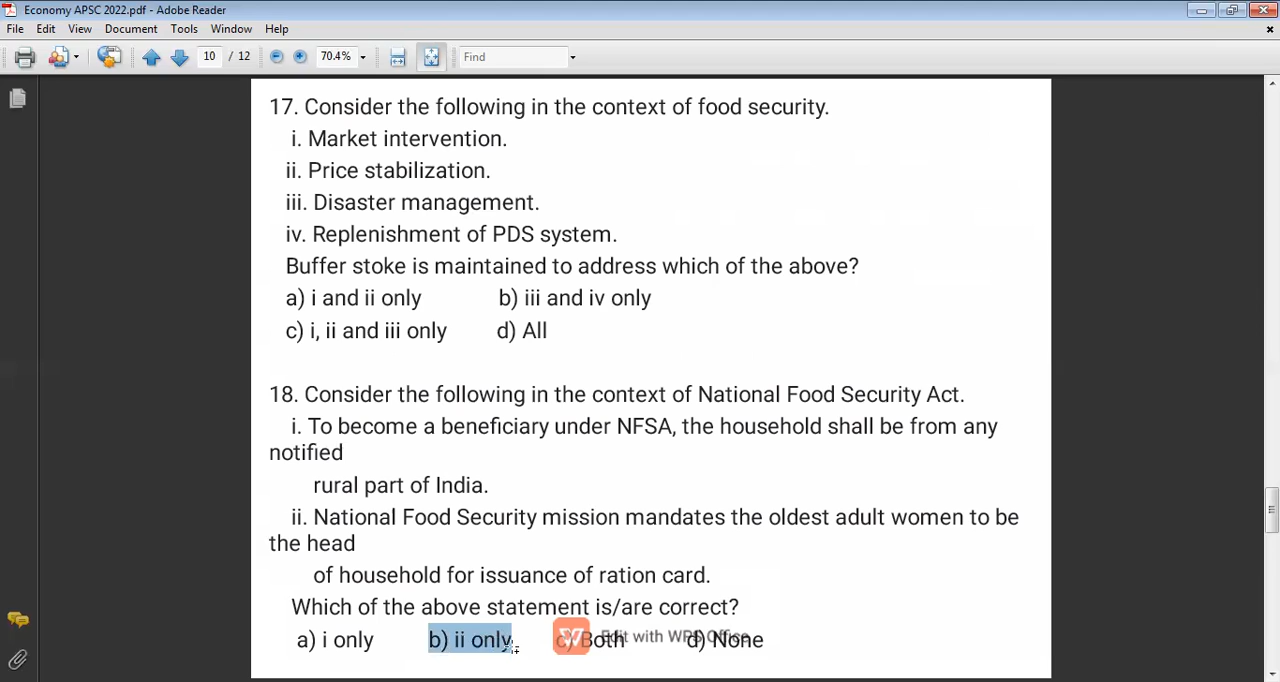 Economy APSC 2022.pdf - Adobe Reader
File Edit View Document Tools Window Help
10 / 12 70.4% Find
17. Consider the following in the context of food security.
i. Market intervention.
ii. Price stabilization.
iii. Disaster management.
iv. Replenishment of PDS system.
Buffer stoke is maintained to address which of the above?
a) i and ii only b) iii and iv only
c) i, ii and iii only d) All
18. Consider the following in the context of National Food Security Act.
i. To become a beneficiary under NFSA, the household shall be from any
notified
rural part of India.
ii. National Food Security mission mandates the oldest adult women to be
the head
of household for issuance of ration card.
Which of the above statement is/are correct?
a) i only b) ii only c) Both d) None
Edit with WPS Office